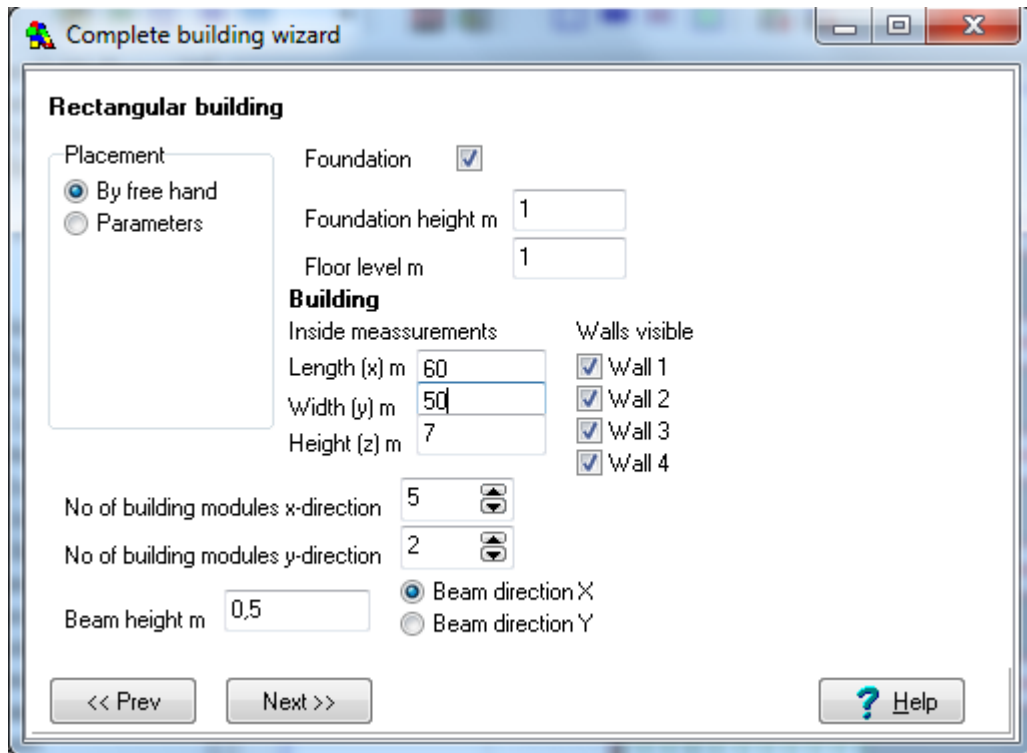 Complete building wizard
Rectangular building
Placement
By free hand
Parameters
Foundation
Foundation height m 1
Floor level m 1
Building
Inside meassurements
Length (x) m 60
Width (y) m 50
Height (z) m 7
Walls visible
Wall 1
Wall 2
Wall 3
Wall 4
No of building modules x-direction 5
No of building modules y-direction 2
Beam height m 0,5
Beam direction X
Beam direction Y
<< Prev
Next >>
? Help